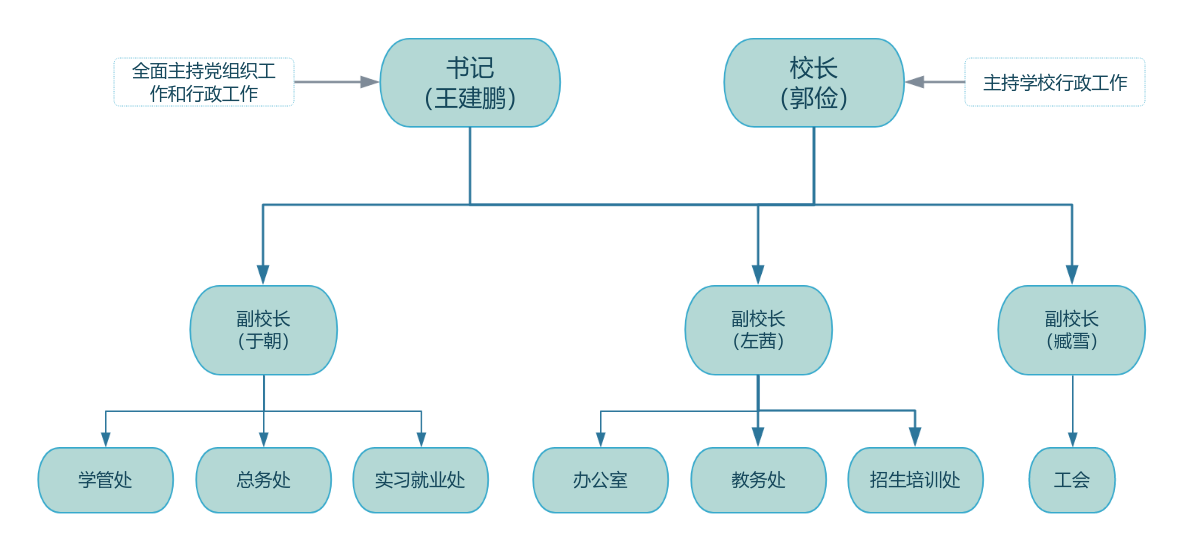 全面主持党组织工
作和行政工作
书记
（王建鹏）
校长
（郭俭）
主持学校行政工作
副校长
（于朝）
副校长
（左茜）
副校长
（臧雪）
学管处
总务处
实习就业处
办公室
教务处
招生培训处
工会